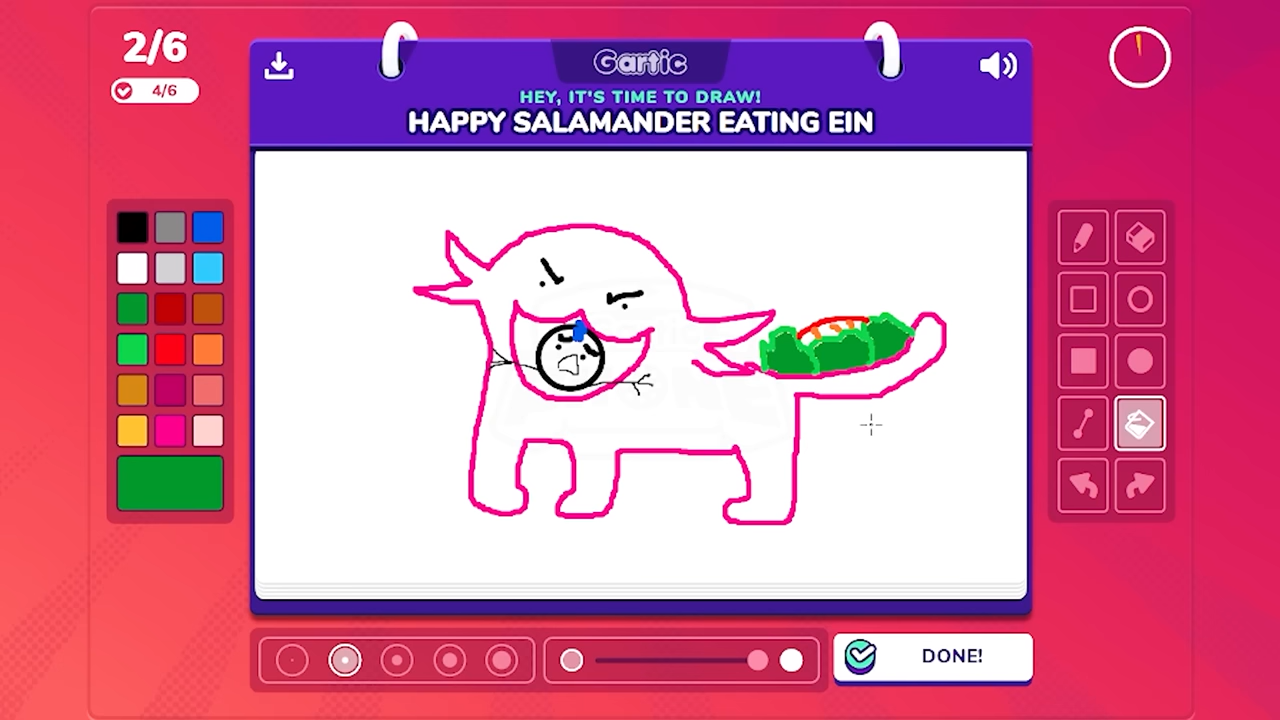 2/6
4/6
Gartic
HEY, IT'S TIME TO DRAW!
HAPPY SALAMANDER EATING EIN
DONE!